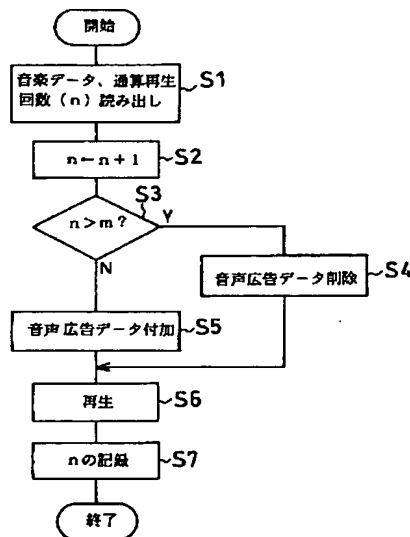 開始
音楽データ、通算再生
回数(n)読み出し
S1
n←n+1
S2
S3
n>m?
Y
N
音声広告データ削除
S4
音声広告データ付加
S5
再生
S6
nの記録
S7
終了